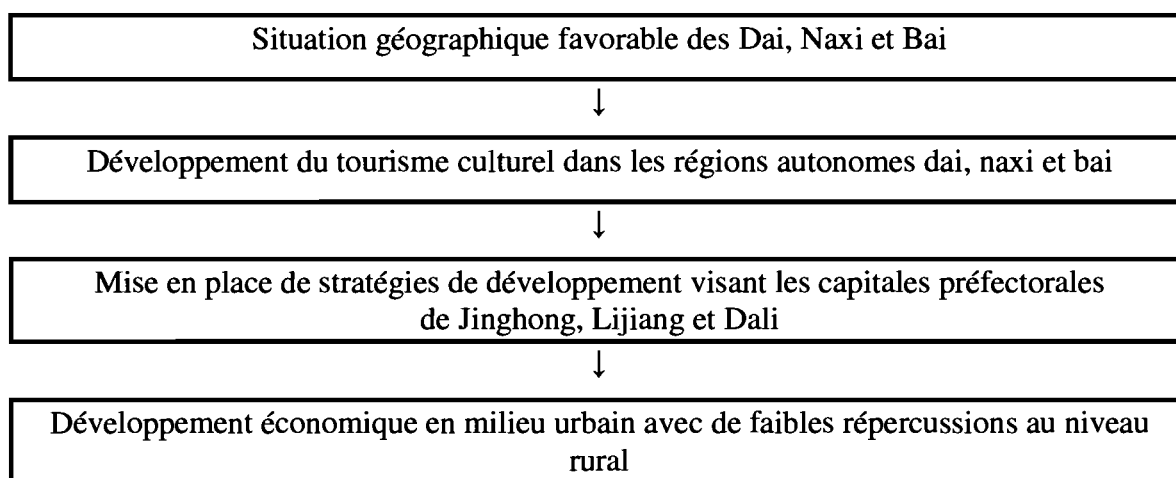 Situation géographique favorable des Dai, Naxi et Bai
↓
Développement du tourisme culturel dans les régions autonomes dai, naxi et bai
↓
Mise en place de stratégies de développement visant les capitales préfectorales
de Jinghong, Lijiang et Dali
↓
Développement économique en milieu urbain avec de faibles répercussions au niveau
rural